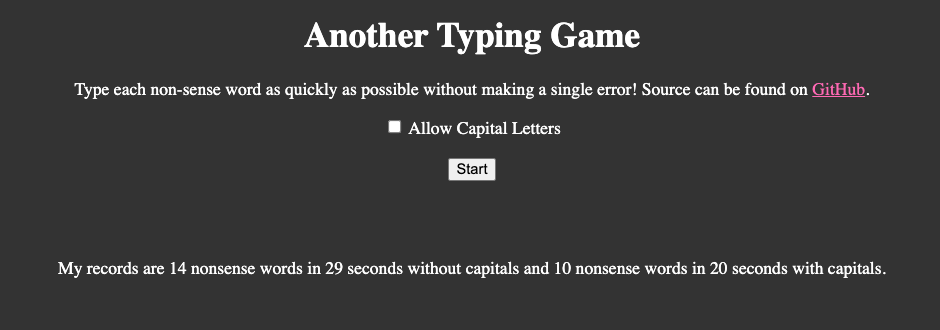 Another Typing Game
Type each non-sense word as quickly as possible without making a single error! Source can be found on GitHub.
Allow Capital Letters
Start
My records are 14 nonsense words in 29 seconds without capitals and 10 nonsense words in 20 seconds with capitals.